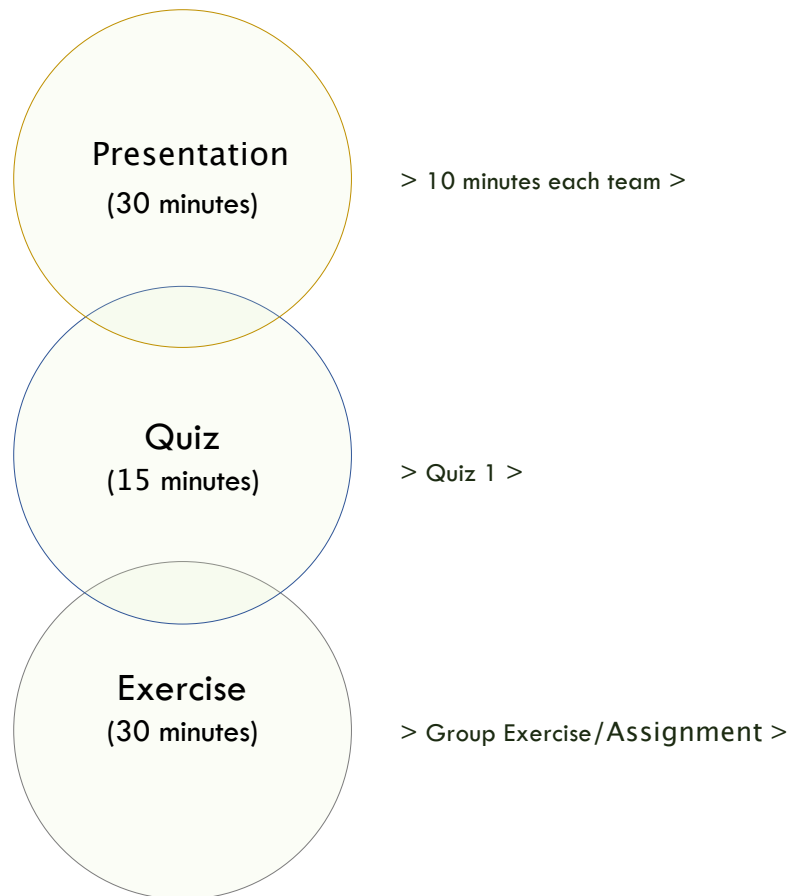 Presentation
(30 minutes)
> 10 minutes each team >
Quiz
(15 minutes)
> Quiz 1 >
Exercise
(30 minutes)
> Group Exercise/Assignment >